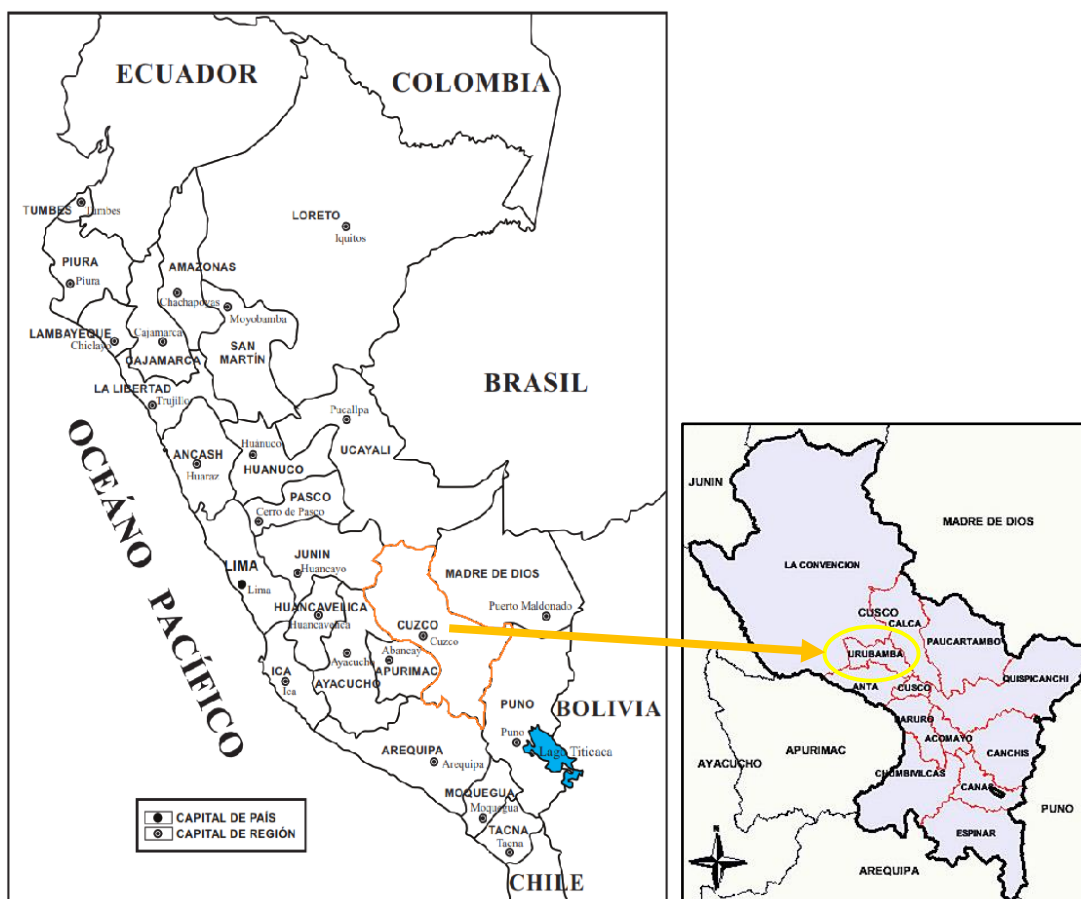 ECUADOR
COLOMBIA
TUMBES
Tumbes
LORETO
Iquitos
PIURA
Piura
AMAZONAS
Chachapoyas
Moyobamba
LAMBAYEQUE
Chiclayo
Cajamarca
CAJAMARCA
SAN
MARTÍN
LA LIBERTAD
Trujillo
BRASIL
Pucallpa
UCAYALI
ANCASH
Huaraz
Huánuco
HUANUCO
PASCO
Cerro de Pasco
OCEÁNO PACÍFICO
LIMA
Lima
JUNIN
Huancayo
MADRE DE DIOS
Puerto Maldonado
HUANCAVELICA
Huancavelica
CUZCO
Cuzco
Abancay
APURIMAC
Ayacucho
AYACUCHO
ICA
Ica
PUNO
Puno
BOLIVIA
Lago Titicaca
AREQUIPA
Arequipa
MOQUEGUA
Moquegua
TACNA
Tacna
CHILE
CAPITAL DE PAÍS
CAPITAL DE REGIÓN
JUNIN
MADRE DE DIOS
LA CONVENCION
CUSCO
CALCA
PAUCARTAMBO
URUBAMBA
QUISPICANCHI
ANTA
CUSCO
PARURO
ACOMAYO
CANCHIS
APURIMAC
AYACUCHO
CHUMBIVILCAS
CANAS
PUNO
ESPINAR
N
AREQUIPA